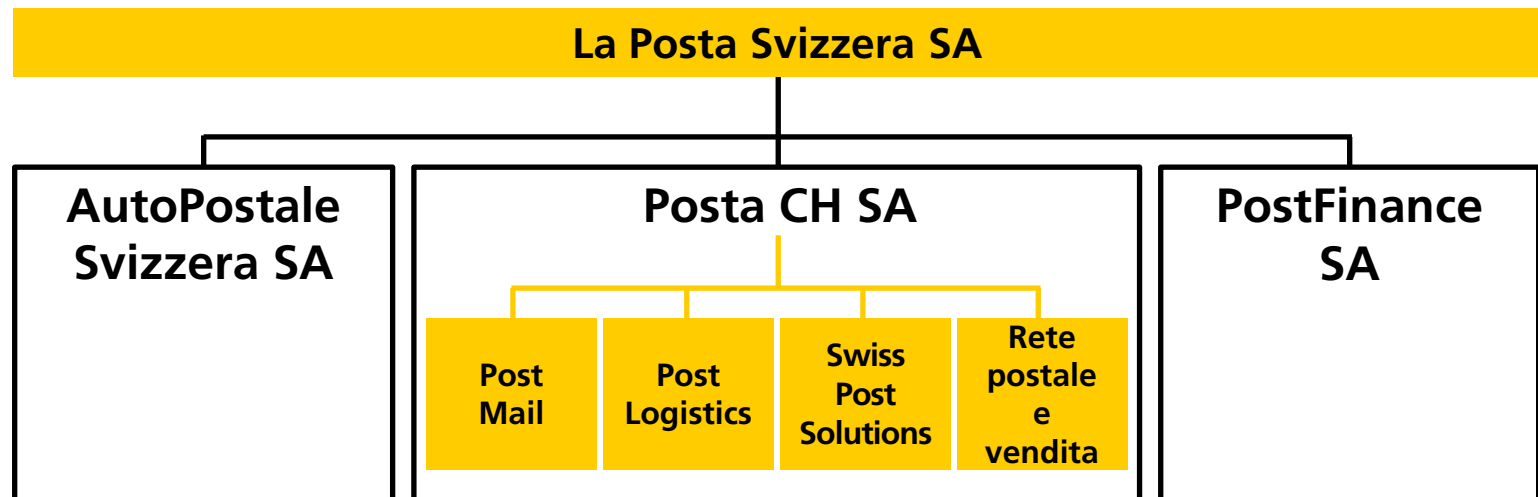 La Posta Svizzera SA
AutoPostale
Svizzera SA
Posta CH SA
PostFinance
SA
Post
Mail
Post
Logistics
Swiss
Post
Solutions
Rete
postale
e
vendita